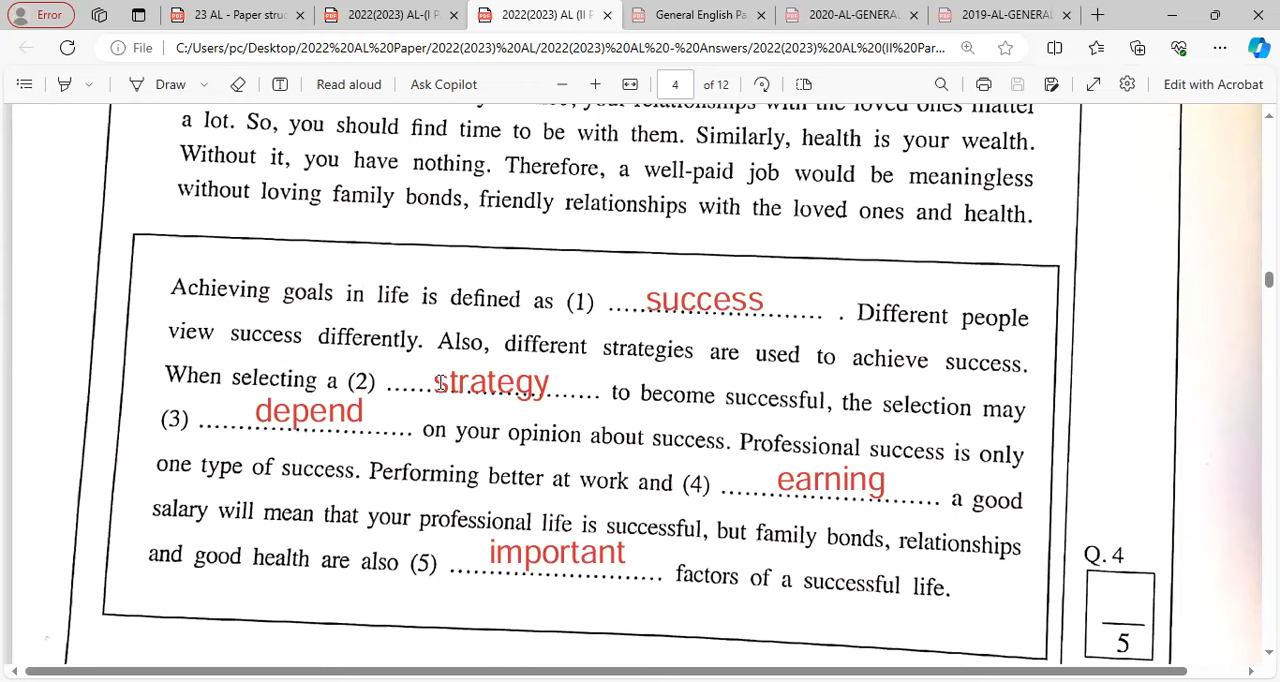 Error
23 AL - Paper struc
2022(2023) AL-(I P
2022(2023) AL (II P
General English Pa
2020-AL-GENERAL
2019-AL-GENERAL
File
C:/Users/pc/Desktop/2022%20AL%20Paper/2022(2023)%20AL/2022(2023)%20AL%20-%20Answers/2022(2023)%20AL%20(II%20Par...
Draw
Read aloud
Ask Copilot
4 of 12
Edit with Acrobat
your relationships with the loved ones matter
a lot. So, you should find time to be with them. Similarly, health is your wealth.
Without it, you have nothing. Therefore, a well-paid job would be meaningless
without loving family bonds, friendly relationships with the loved ones and health.
Achieving goals in life is defined as (1) ......success...... . Different people
view success differently. Also, different strategies are used to achieve success.
When selecting a (2) ......strategy...... to become successful, the selection may
(3) ......depend...... on your opinion about success. Professional success is only
one type of success. Performing better at work and (4) ......earning...... a good
salary will mean that your professional life is successful, but family bonds, relationships
and good health are also (5) ......important...... factors of a successful life.
Q. 4
5